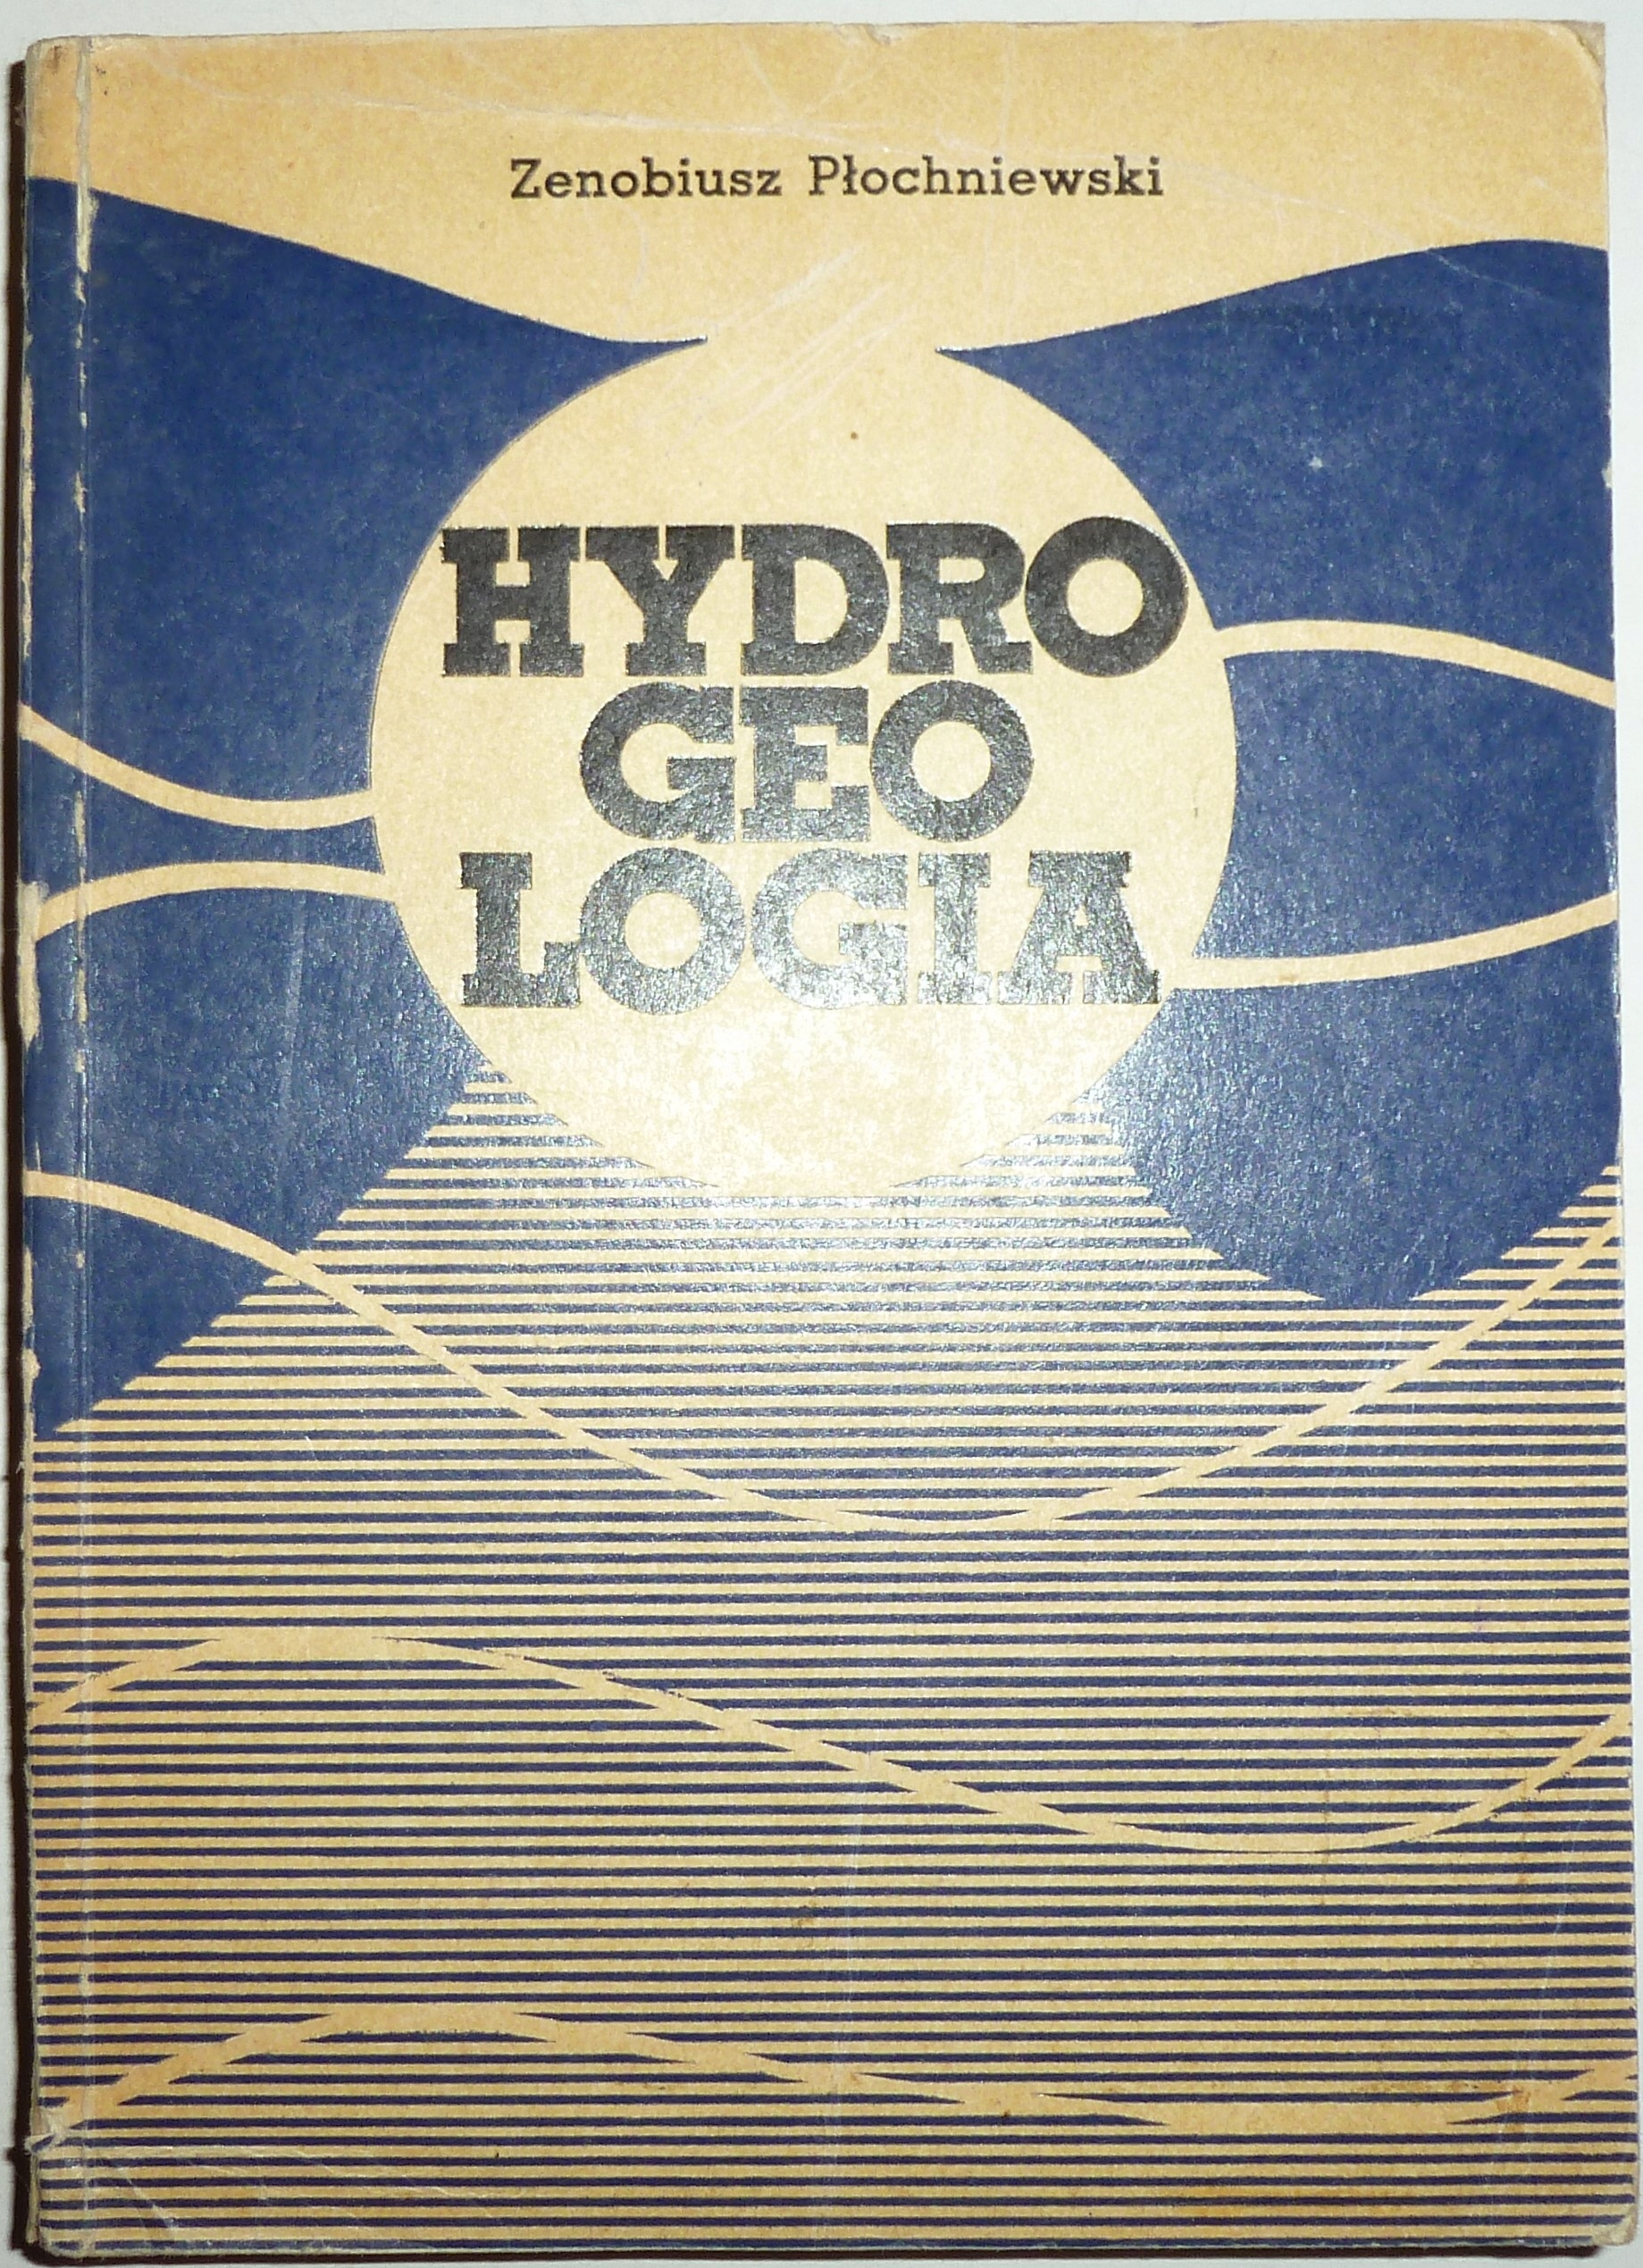 Zenobiusz Płochniewski
HYDRO
GEO
LOGIA